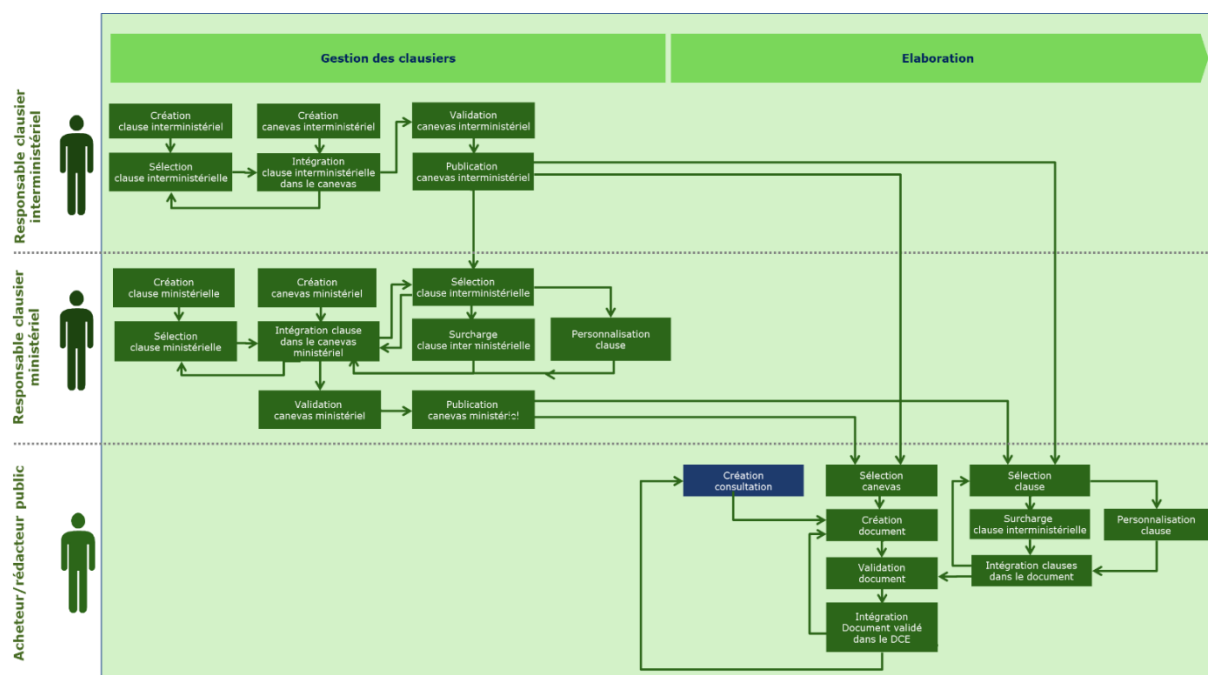 Gestion des clausiers
Elaboration
Responsable clausier
interministériel
Création
clause interministériel
Création
canevas interministériel
Validation
canevas interministériel
Sélection
clause interministérielle
Intégration
clause interministérielle
dans le canevas
Publication
canevas interministériel
Responsable clausier
ministériel
Création
clause ministérielle
Création
canevas ministériel
Sélection
clause interministérielle
Sélection
clause ministérielle
Intégration clause
dans le canevas
ministériel
Surcharge
clause inter ministérielle
Personnalisation
clause
Validation
canevas ministériel
Publication
canevas ministériel
Acheteur/rédacteur public
Création
consultation
Sélection
canevas
Sélection
clause
Création
document
Surcharge
clause interministérielle
Personnalisation
clause
Validation
document
Intégration clauses
dans le document
Intégration
Document validé
dans le DCE